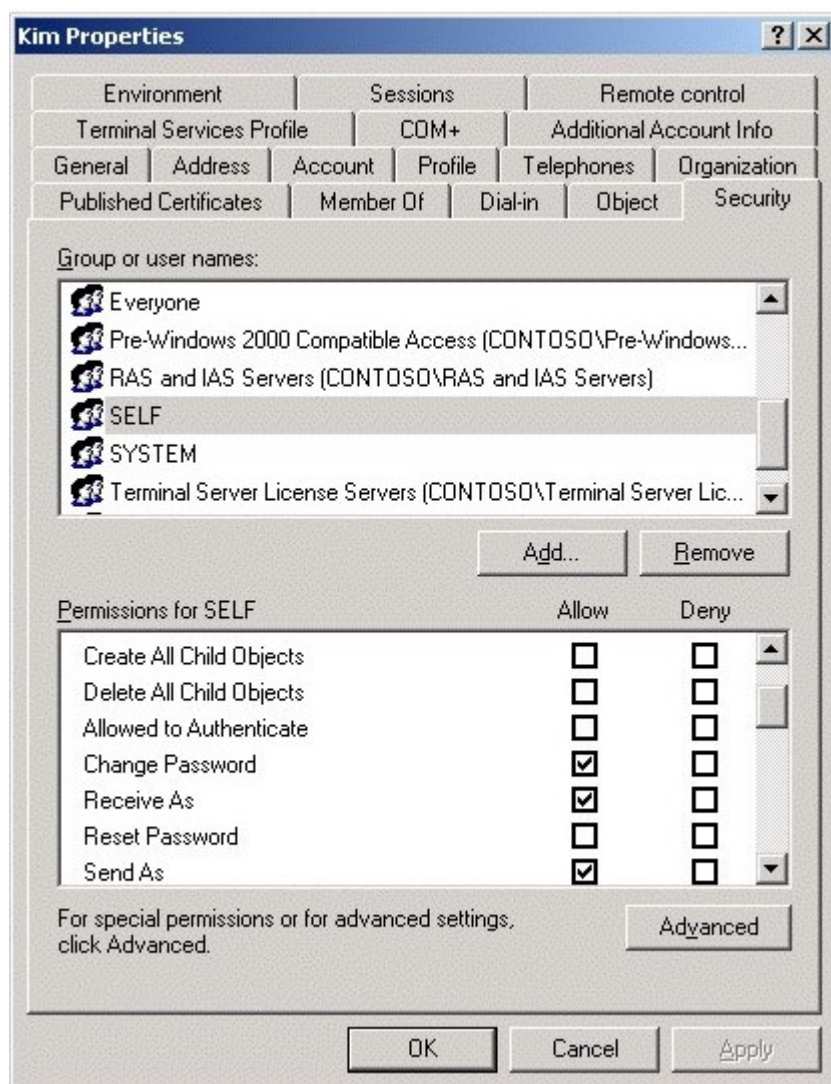 Kim Properties
Environment Sessions Remote control
Terminal Services Profile COM+ Additional Account Info
General Address Account Profile Telephones Organization
Published Certificates Member Of Dial-in Object Security
Group or user names:
Everyone
Pre-Windows 2000 Compatible Access (CONTOSO\Pre-Windows...
RAS and IAS Servers (CONTOSO\RAS and IAS Servers)
SELF
SYSTEM
Terminal Server License Servers (CONTOSO\Terminal Server Lic...
Add... Remove
Permissions for SELF Allow Deny
Create All Child Objects
Delete All Child Objects
Allowed to Authenticate
Change Password
Receive As
Reset Password
Send As
For special permissions or for advanced settings,
click Advanced.
Advanced
OK Cancel Apply